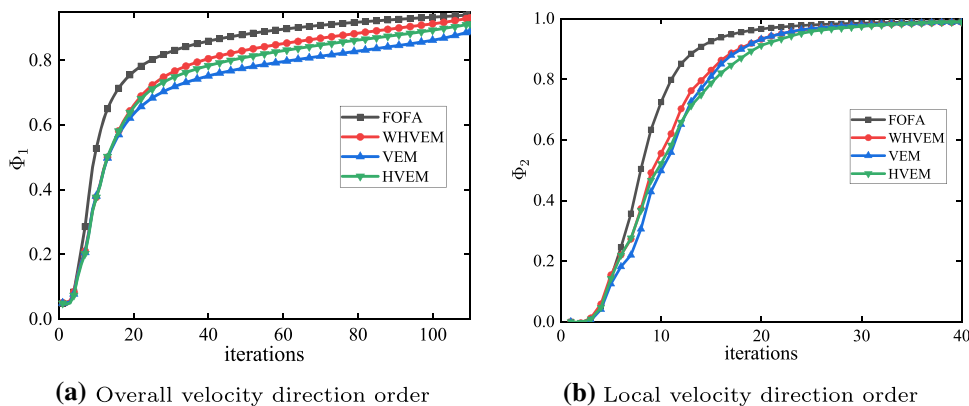 0.8
0.6
0.4
0.2
0.0
Φ1
0
20
40
60
80
100
iterations
FOFA
WHVEM
VEM
HVEM
(a) Overall velocity direction order
1.0
0.8
0.6
0.4
0.2
0.0
Φ2
0
10
20
30
40
iterations
FOFA
WHVEM
VEM
HVEM
(b) Local velocity direction order